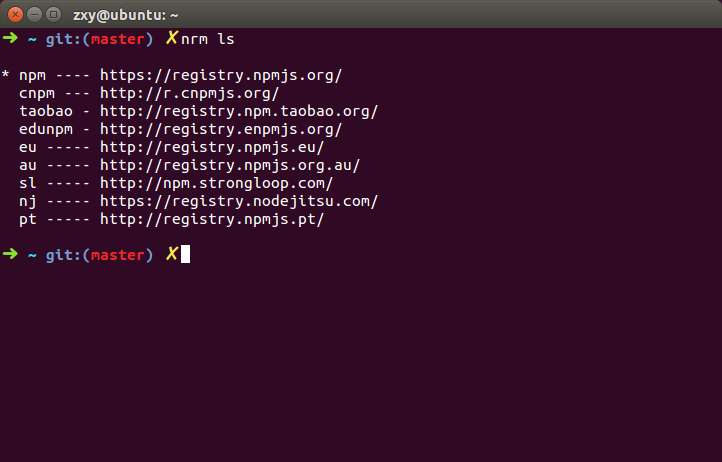 zxy@ubuntu: ~
➜ ~ git:(master) ✗nrm ls
* npm ---- https://registry.npmjs.org/
cnpm --- http://r.cnpmjs.org/
taobao - http://registry.npm.taobao.org/
edunpm - http://registry.enpmjs.org/
eu ----- http://registry.npmjs.eu/
au ----- http://registry.npmjs.org.au/
sl ----- http://npm.strongloop.com/
nj ----- https://registry.nodejitsu.com/
pt ----- http://registry.npmjs.pt/
➜ ~ git:(master) ✗